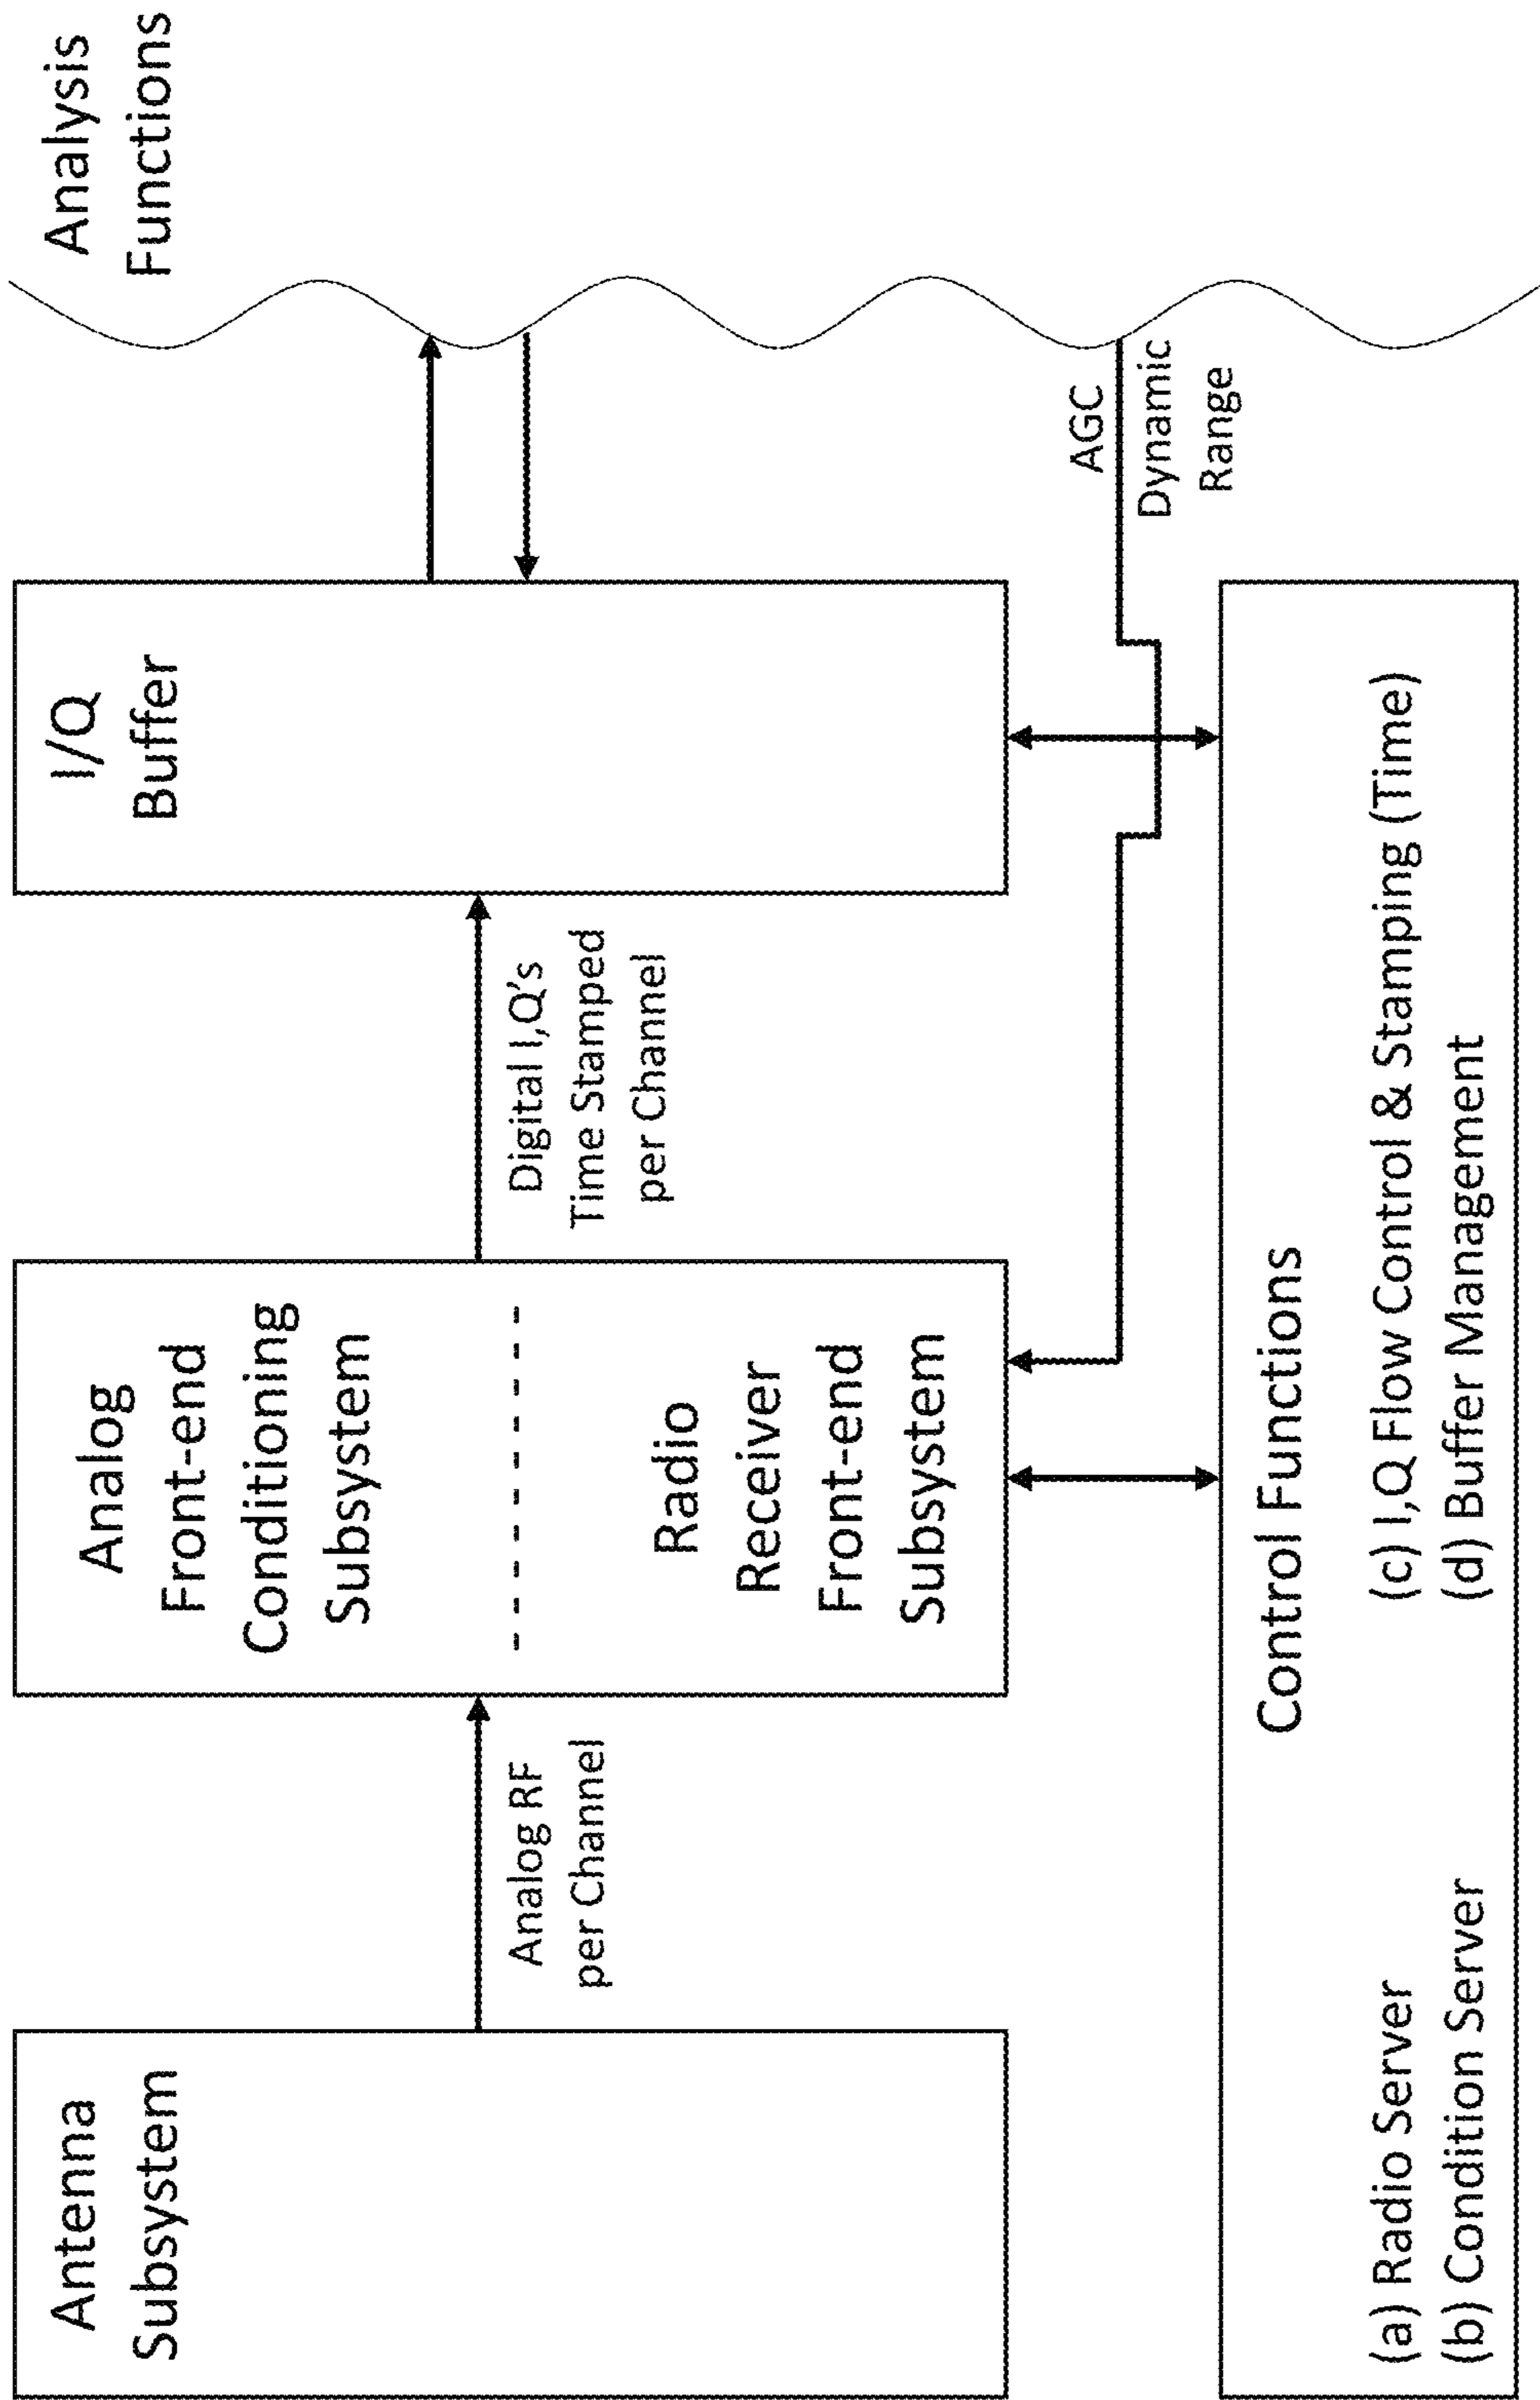 Antenna
Subsystem
Analog RF
per Channel
Analog
Front-end
Conditioning
Subsystem
Radio
Receiver
Front-end
Subsystem
Digital I,Q's
Time Stamped
per Channel
I/Q
Buffer
Analysis
Functions
AGC
Dynamic
Range
Control Functions
(a) Radio Server
(b) Condition Server
(c) I,Q Flow Control & Stamping (Time)
(d) Buffer Management